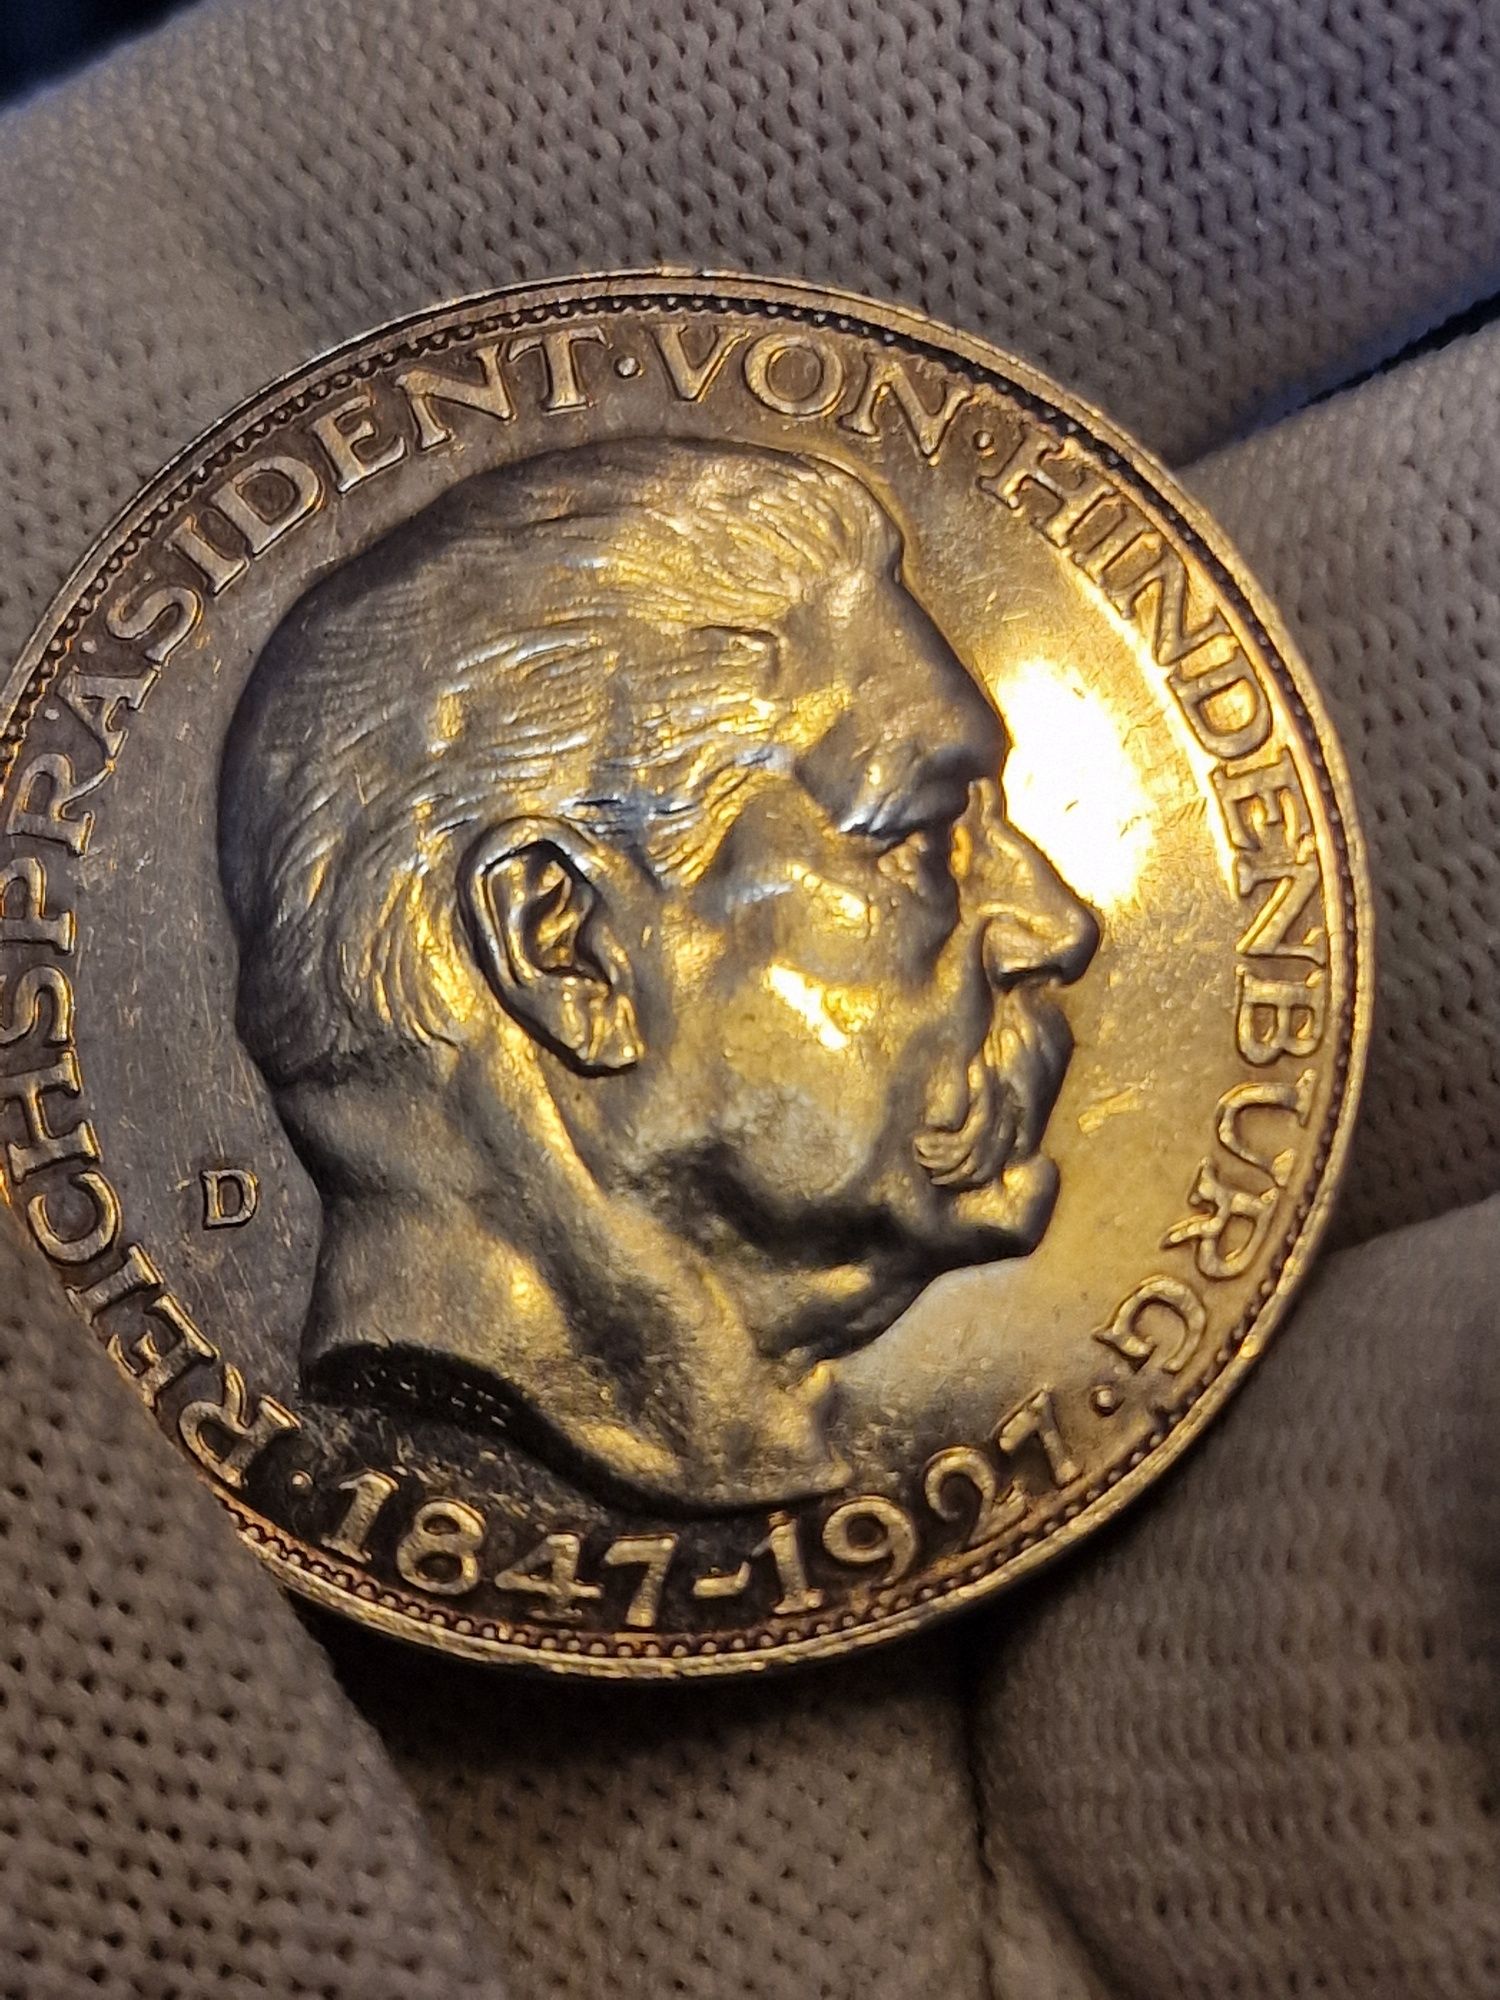 REICHSPRÄSIDENT·VON·HINDENBURG·
·1847-1927
D